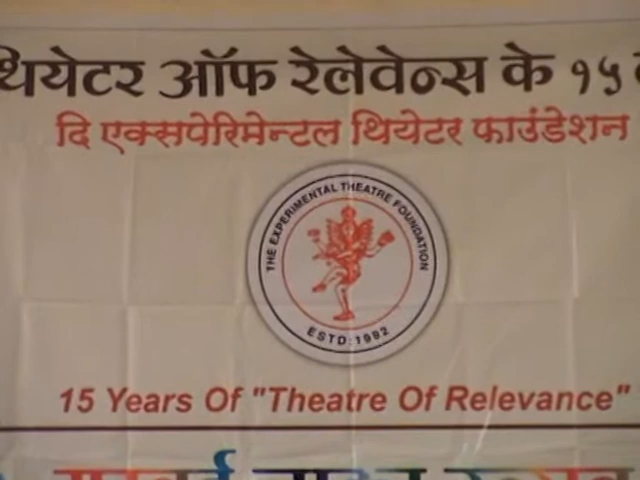 थियेटर ऑफ रेलेवेन्स के १५
दि एक्सपेरिमेन्टल थियेटर फाउंडेशन
THE EXPERIMENTAL THEATRE FOUNDATION
ESTD: 1992
15 Years Of "Theatre Of Relevance"